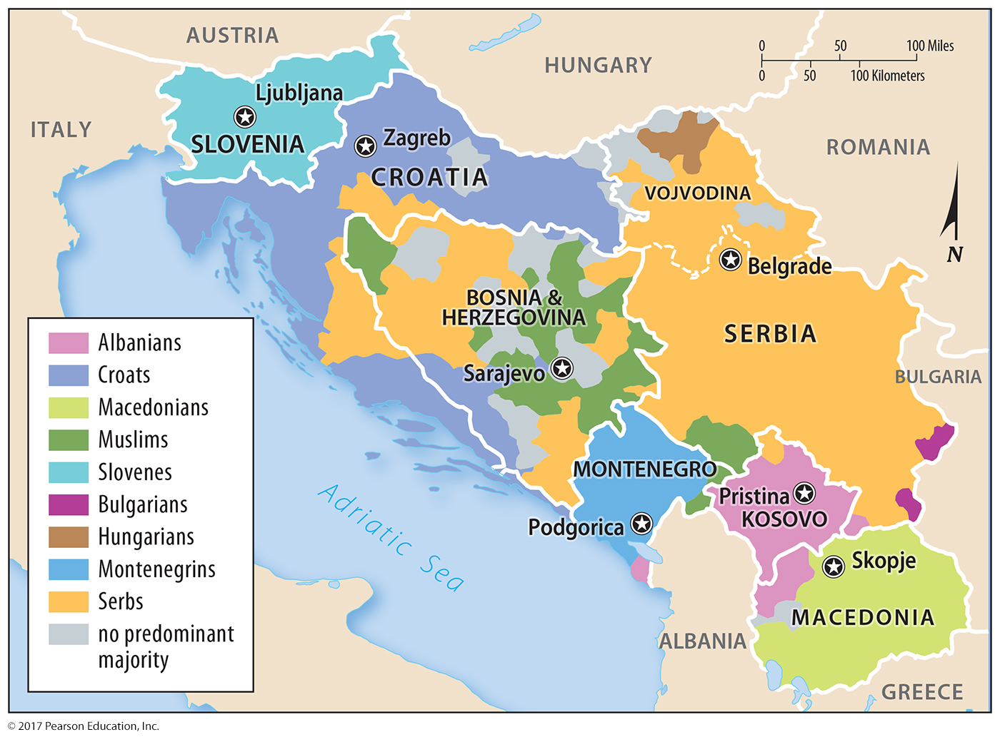 AUSTRIA
HUNGARY
0 50 100 Miles
0 50 100 Kilometers
ITALY
Ljubljana
SLOVENIA
Zagreb
CROATIA
ROMANIA
VOJVODINA
N
Belgrade
BOSNIA &
HERZEGOVINA
SERBIA
Sarajevo
BULGARIA
MONTENEGRO
Pristina
KOSOVO
Podgorica
Skopje
MACEDONIA
ALBANIA
GREECE
Adriatic Sea
Albanians
Croats
Macedonians
Muslims
Slovenes
Bulgarians
Hungarians
Montenegrins
Serbs
no predominant
majority
© 2017 Pearson Education, Inc.